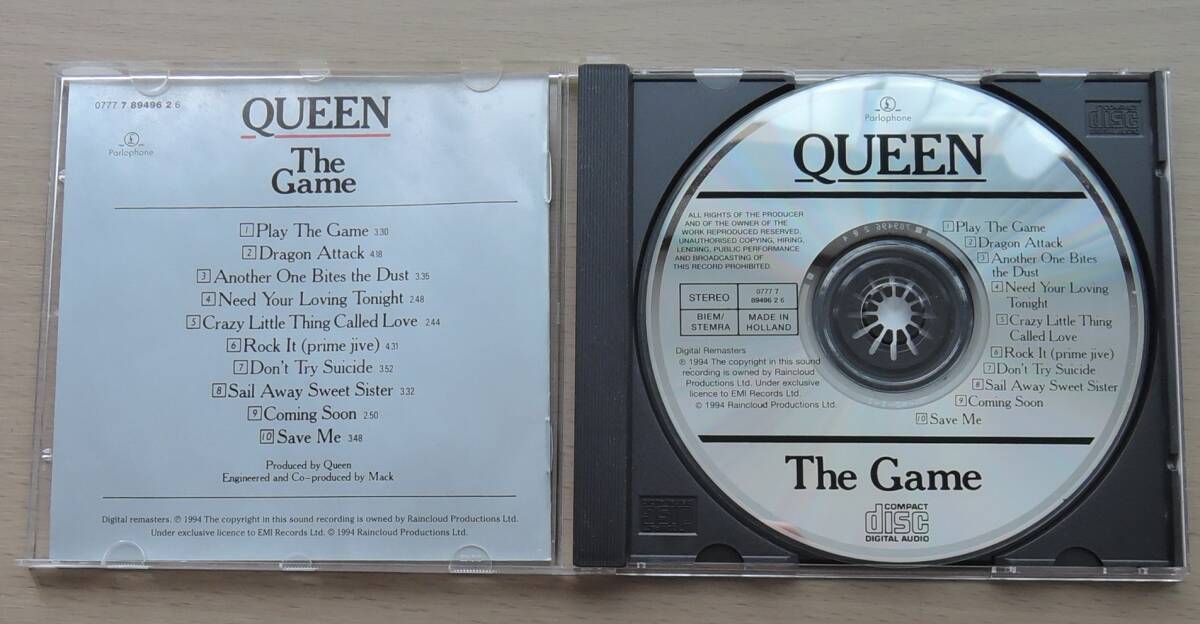 0777 7 89496 2 6
Parlophone
QUEEN
The
Game
1 Play The Game 3.30
2 Dragon Attack 4.18
3 Another One Bites the Dust 3.35
4 Need Your Loving Tonight 2.48
5 Crazy Little Thing Called Love 2.44
6 Rock It (prime jive) 4.31
7 Don't Try Suicide 3.52
8 Sail Away Sweet Sister 3.32
9 Coming Soon 2.50
10 Save Me 3.48
Produced by Queen
Engineered and Co-produced by Mack
Digital remasters. ℗ 1994 The copyright in this sound recording is owned by Raincloud Productions Ltd.
Under exclusive licence to EMI Records Ltd. © 1994 Raincloud Productions Ltd.
Parlophone
QUEEN
ALL RIGHTS OF THE PRODUCER
AND OF THE OWNER OF THE
WORK REPRODUCED RESERVED.
UNAUTHORISED COPYING, HIRING,
LENDING, PUBLIC PERFORMANCE
AND BROADCASTING OF
THIS RECORD PROHIBITED.
STEREO
0777 7
89496 2 6
BIEM/
STEMRA
MADE IN
HOLLAND
Digital Remasters
℗ 1994 The copyright in this sound
recording is owned by Raincloud
Productions Ltd. Under exclusive
licence to EMI Records Ltd.
© 1994 Raincloud Productions Ltd.
1 Play The Game
2 Dragon Attack
3 Another One Bites
the Dust
4 Need Your Loving
Tonight
5 Crazy Little Thing
Called Love
6 Rock It (prime jive)
7 Don't Try Suicide
8 Sail Away Sweet Sister
9 Coming Soon
10 Save Me
The Game
COMPACT
disc
DIGITAL AUDIO
COMPACT
disc
DIGITAL AUDIO